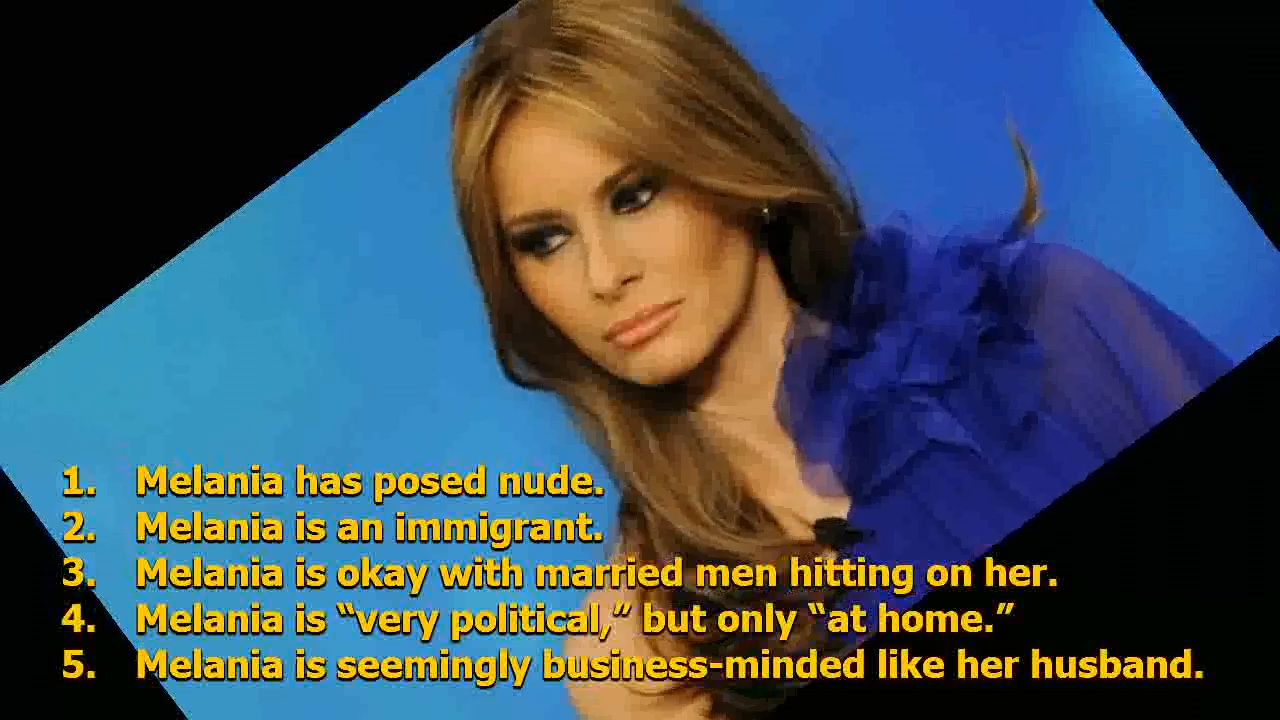 1. Melania has posed nude.
2. Melania is an immigrant.
3. Melania is okay with married men hitting on her.
4. Melania is “very political,” but only “at home.”
5. Melania is seemingly business-minded like her husband.